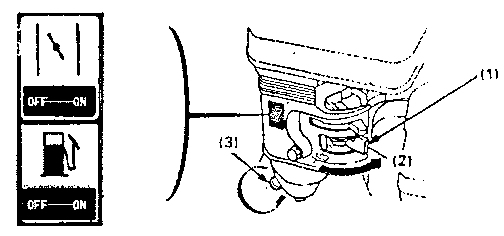 OFF—ON
OFF—ON
(1)
(3)
(2)